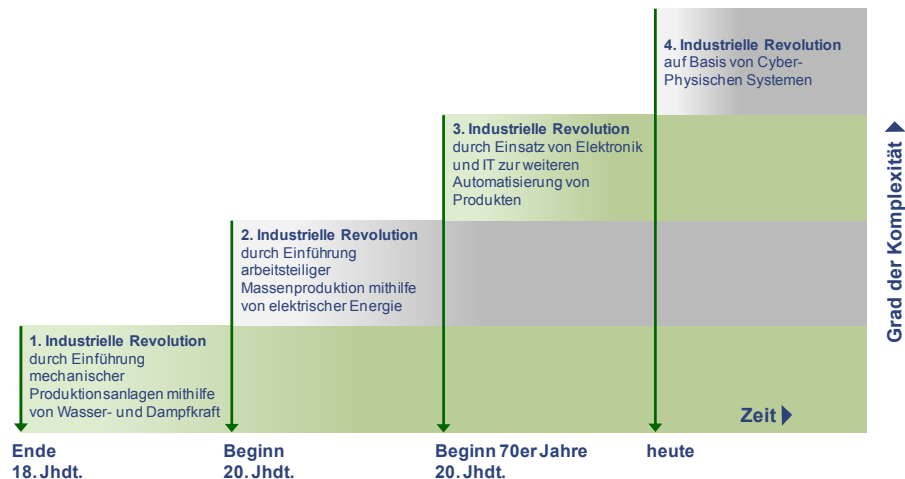 4. Industrielle Revolution
auf Basis von Cyber-
Physischen Systemen
3. Industrielle Revolution
durch Einsatz von Elektronik
und IT zur weiteren
Automatisierung von
Produkten
2. Industrielle Revolution
durch Einführung
arbeitsteiliger
Massenproduktion mithilfe
von elektrischer Energie
1. Industrielle Revolution
durch Einführung
mechanischer
Produktionsanlagen mithilfe
von Wasser- und Dampfkraft
Grad der Komplexität
Zeit
Ende
18. Jhdt.
Beginn
20. Jhdt.
Beginn 70er Jahre
20. Jhdt.
heute